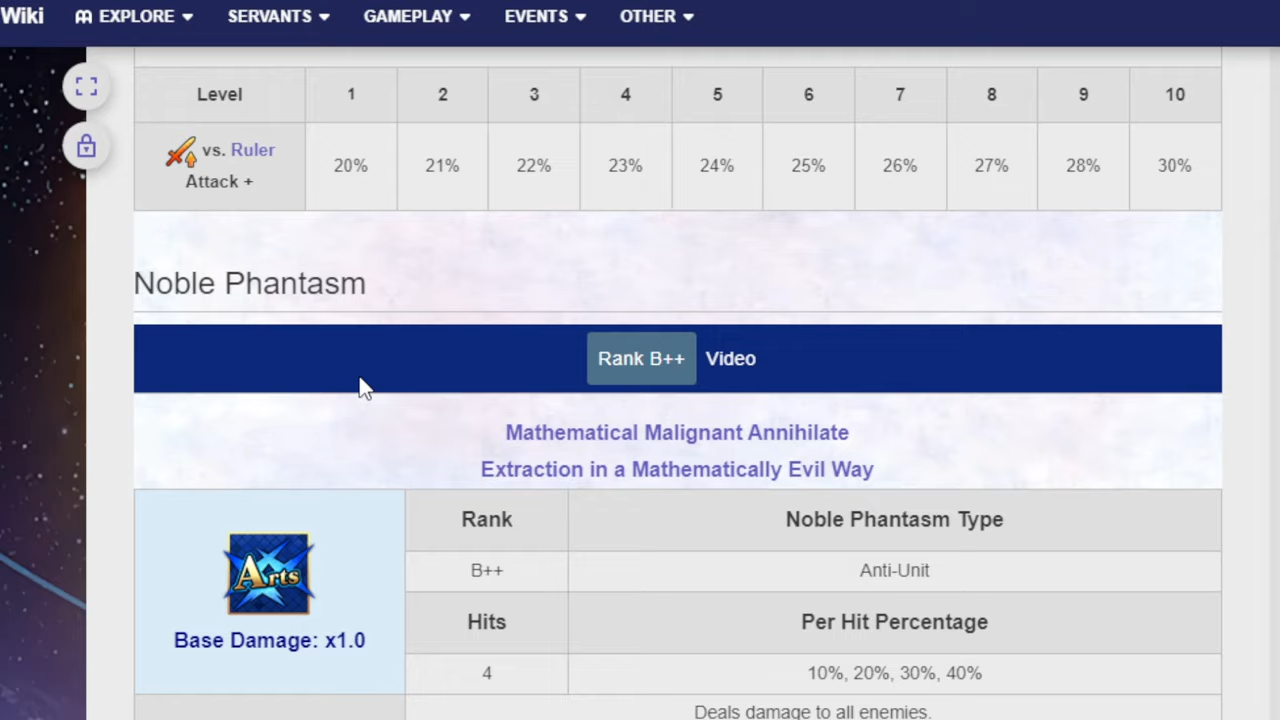 Wiki EXPLORE SERVANTS GAMEPLAY EVENTS OTHER
Level 1 2 3 4 5 6 7 8 9 10
vs. Ruler
Attack + 20% 21% 22% 23% 24% 25% 26% 27% 28% 30%
Noble Phantasm
Rank B++ Video
Mathematical Malignant Annihilate
Extraction in a Mathematically Evil Way
Rank Noble Phantasm Type
B++ Anti-Unit
Arts
Base Damage: x1.0
Hits Per Hit Percentage
4 10%, 20%, 30%, 40%
Deals damage to all enemies.